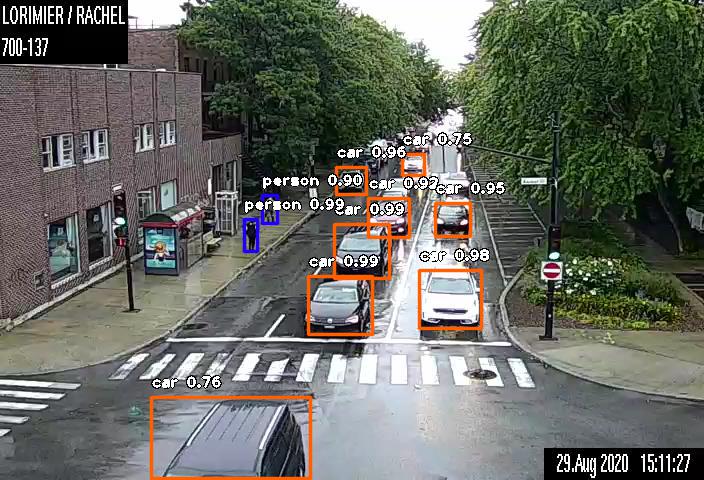 LORIMIER / RACHEL
700-137
car 0.75
car 0.96
person 0.90
car 0.92
car 0.95
person 0.99
car 0.99
car 0.99
car 0.98
car 0.76
29.Aug 2020 15:11:27